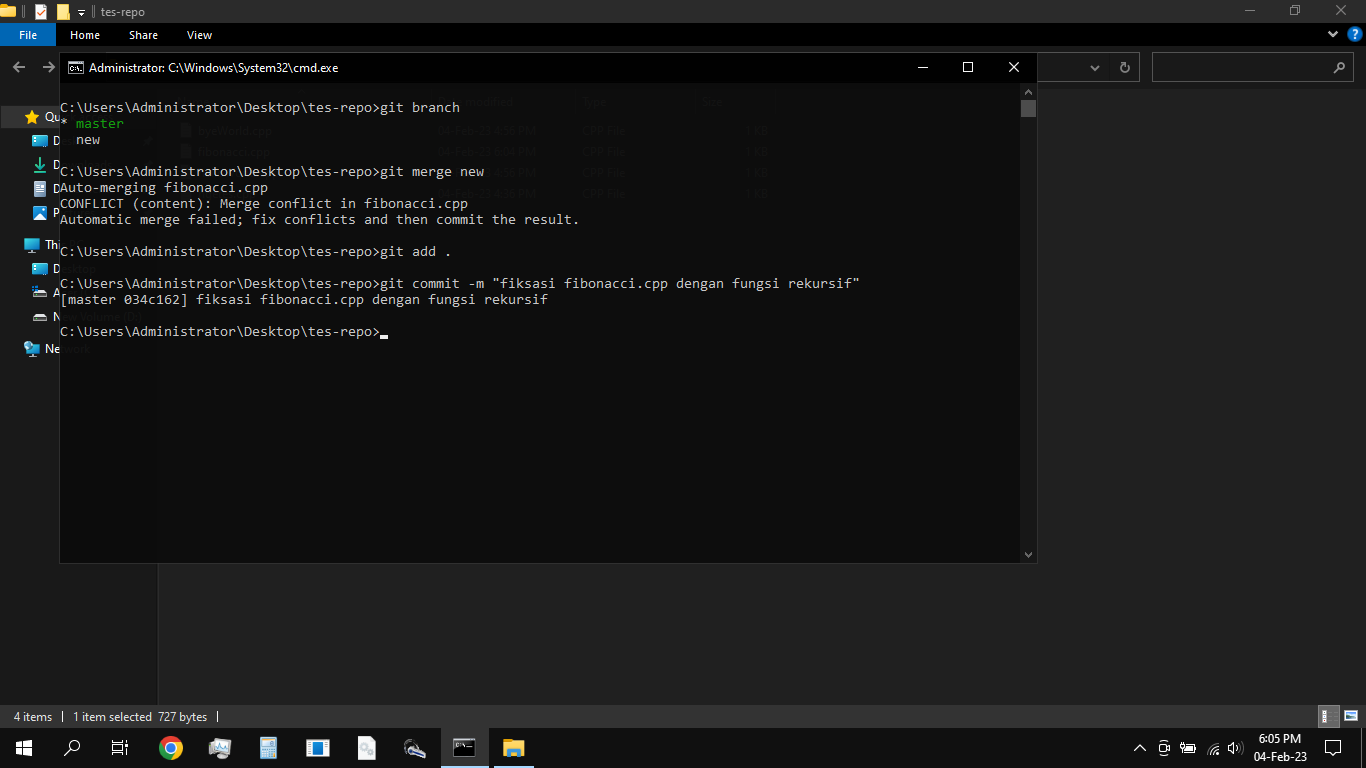 tes-repo
File Home Share View
Administrator: C:\Windows\System32\cmd.exe
C:\Users\Administrator\Desktop\tes-repo>git branch
* master
new
C:\Users\Administrator\Desktop\tes-repo>git merge new
Auto-merging fibonacci.cpp
CONFLICT (content): Merge conflict in fibonacci.cpp
Automatic merge failed; fix conflicts and then commit the result.
C:\Users\Administrator\Desktop\tes-repo>git add .
C:\Users\Administrator\Desktop\tes-repo>git commit -m "fiksasi fibonacci.cpp dengan fungsi rekursif"
[master 034c162] fiksasi fibonacci.cpp dengan fungsi rekursif
C:\Users\Administrator\Desktop\tes-repo>
4 items 1 item selected 727 bytes
6:05 PM
04-Feb-23